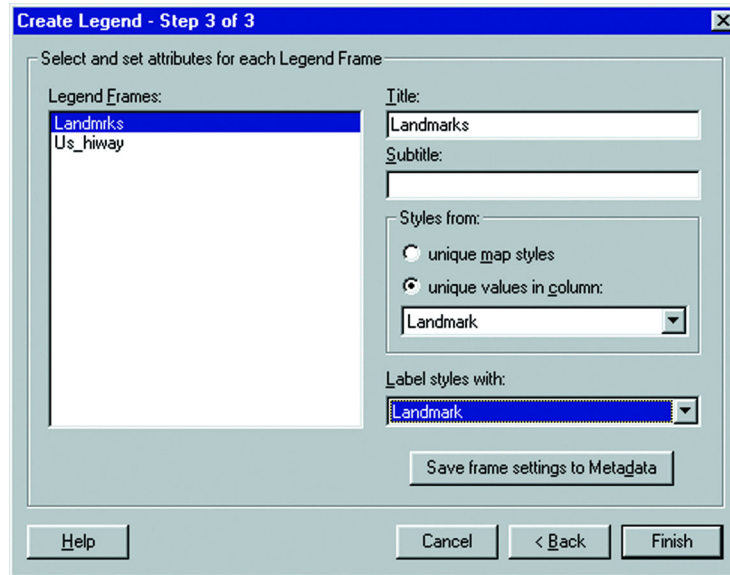 Create Legend - Step 3 of 3
Select and set attributes for each Legend Frame
Legend Frames:
Landmrks
Us_hiway
Title:
Landmarks
Subtitle:
Styles from:
unique map styles
unique values in column:
Landmark
Label styles with:
Landmark
Save frame settings to Metadata
Help
Cancel
< Back
Finish